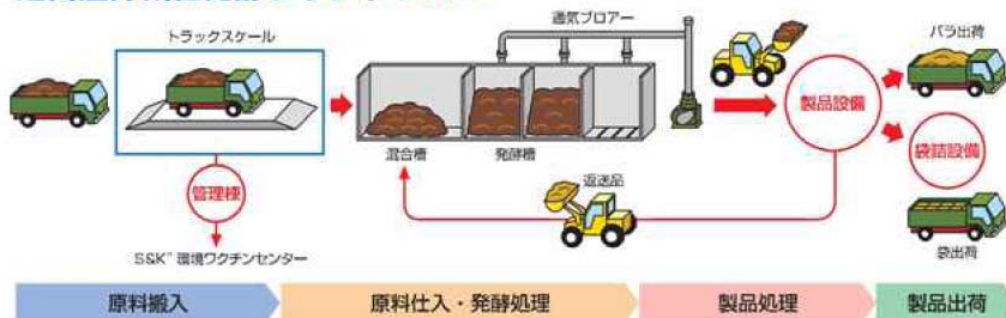 通気ブロアー
トラックスケール
バラ出荷
製品設備
混合槽
発酵槽
袋詰設備
管理棟
返送品
S&K 環境ワクチンセンター
袋出荷
原料搬入
原料仕入・発酵処理
製品処理
製品出荷